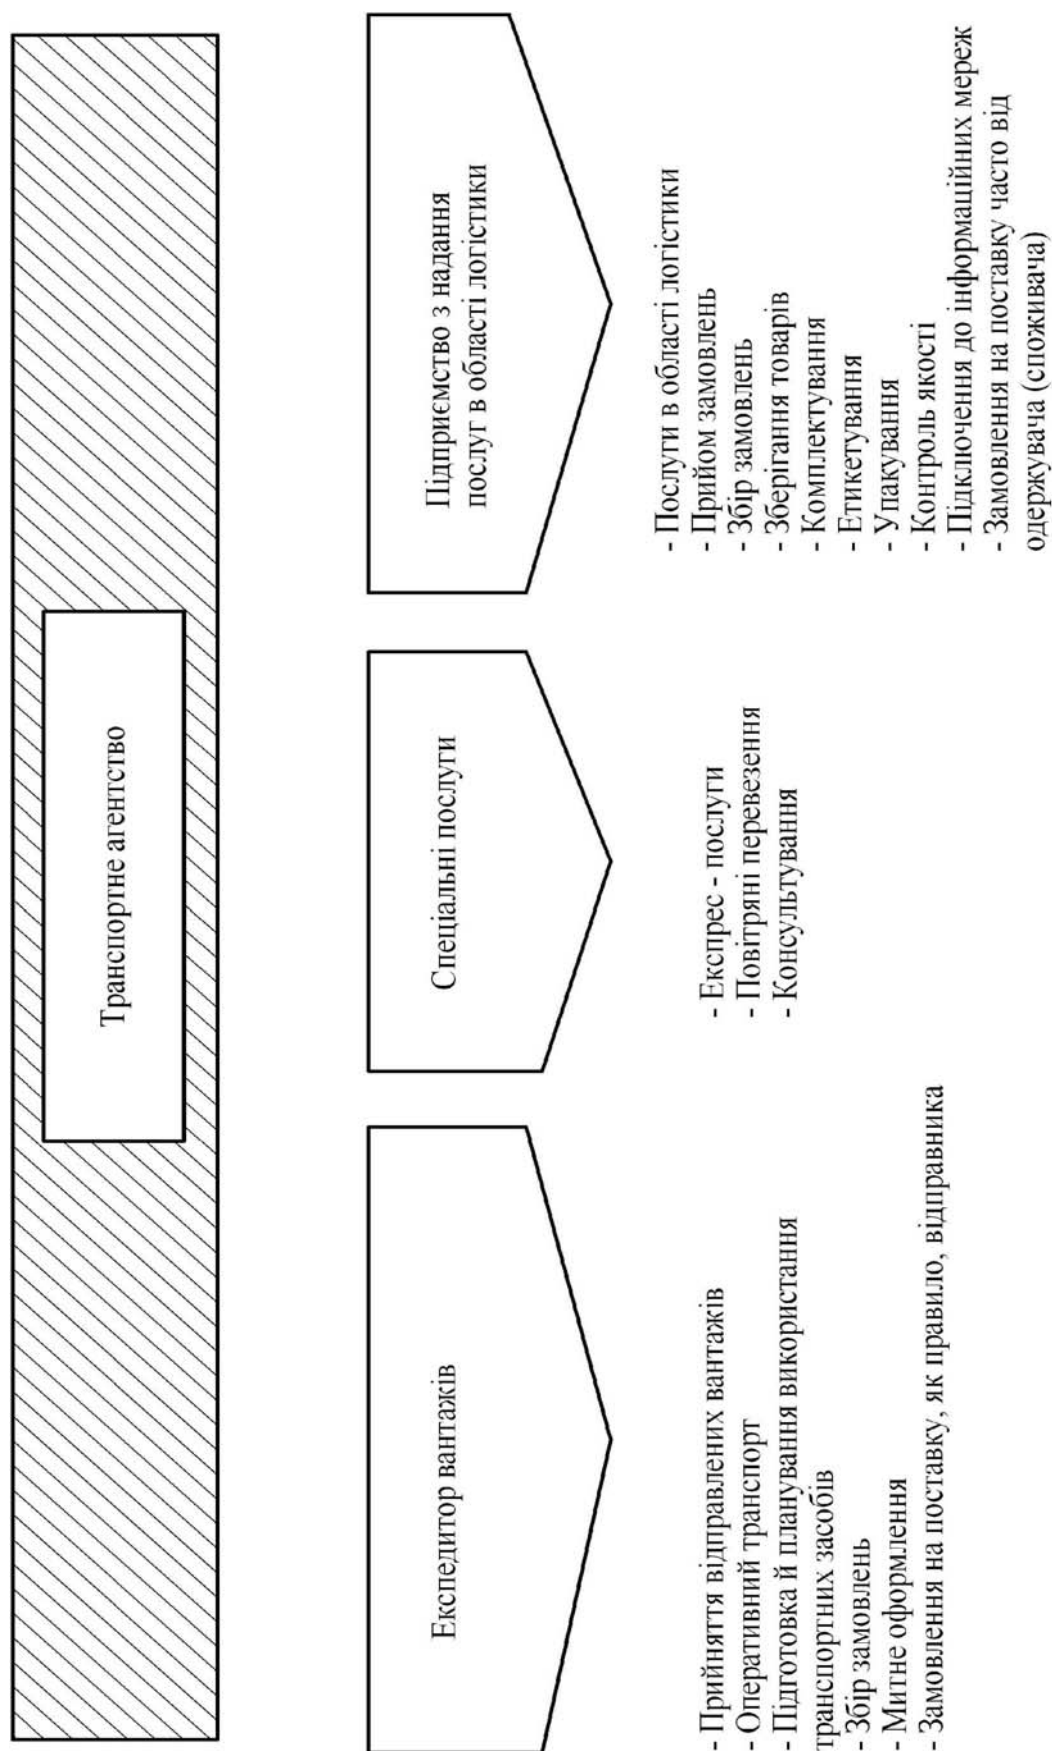 Транспортне агентство
Експедитор вантажів
- Прийняття відправлених вантажів
- Оперативний транспорт
- Підготовка й планування використання
транспортних засобів
- Збір замовлень
- Митне оформлення
- Замовлення на поставку, як правило, відправника
Спеціальні послуги
- Експрес - послуги
- Повітряні перевезення
- Консультування
Підприємство з надання
послуг в області логістики
- Послуги в області логістики
- Прийом замовлень
- Збір замовлень
- Зберігання товарів
- Комплектування
- Етикетування
- Упакування
- Контроль якості
- Підключення до інформаційних мереж
- Замовлення на поставку часто від
одержувача (споживача)